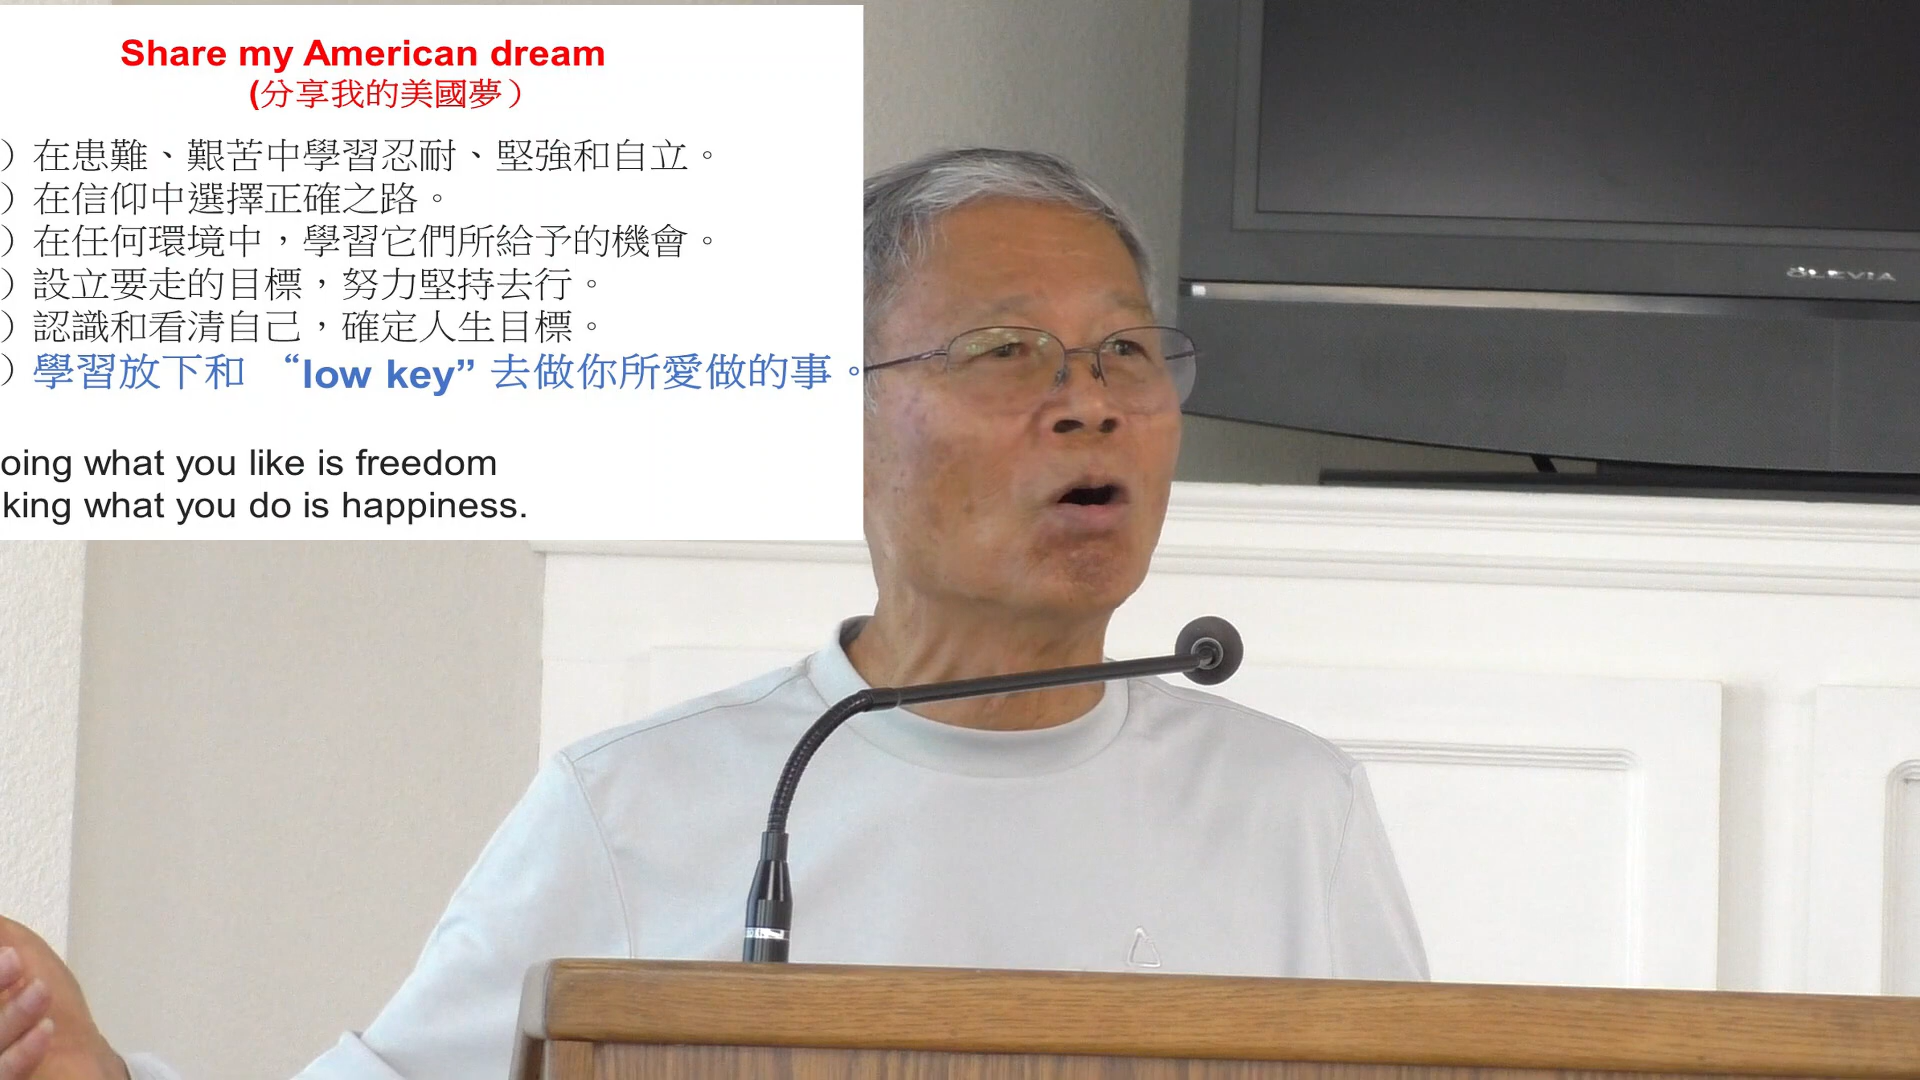 Share my American dream
(分享我的美國夢）
）在患難、艱苦中學習忍耐、堅強和自立。
）在信仰中選擇正確之路。
）在任何環境中，學習它們所給予的機會。
）設立要走的目標，努力堅持去行。
）認識和看清自己，確定人生目標。
）學習放下和 “low key” 去做你所愛做的事。
oing what you like is freedom
king what you do is happiness.
OLEVIA